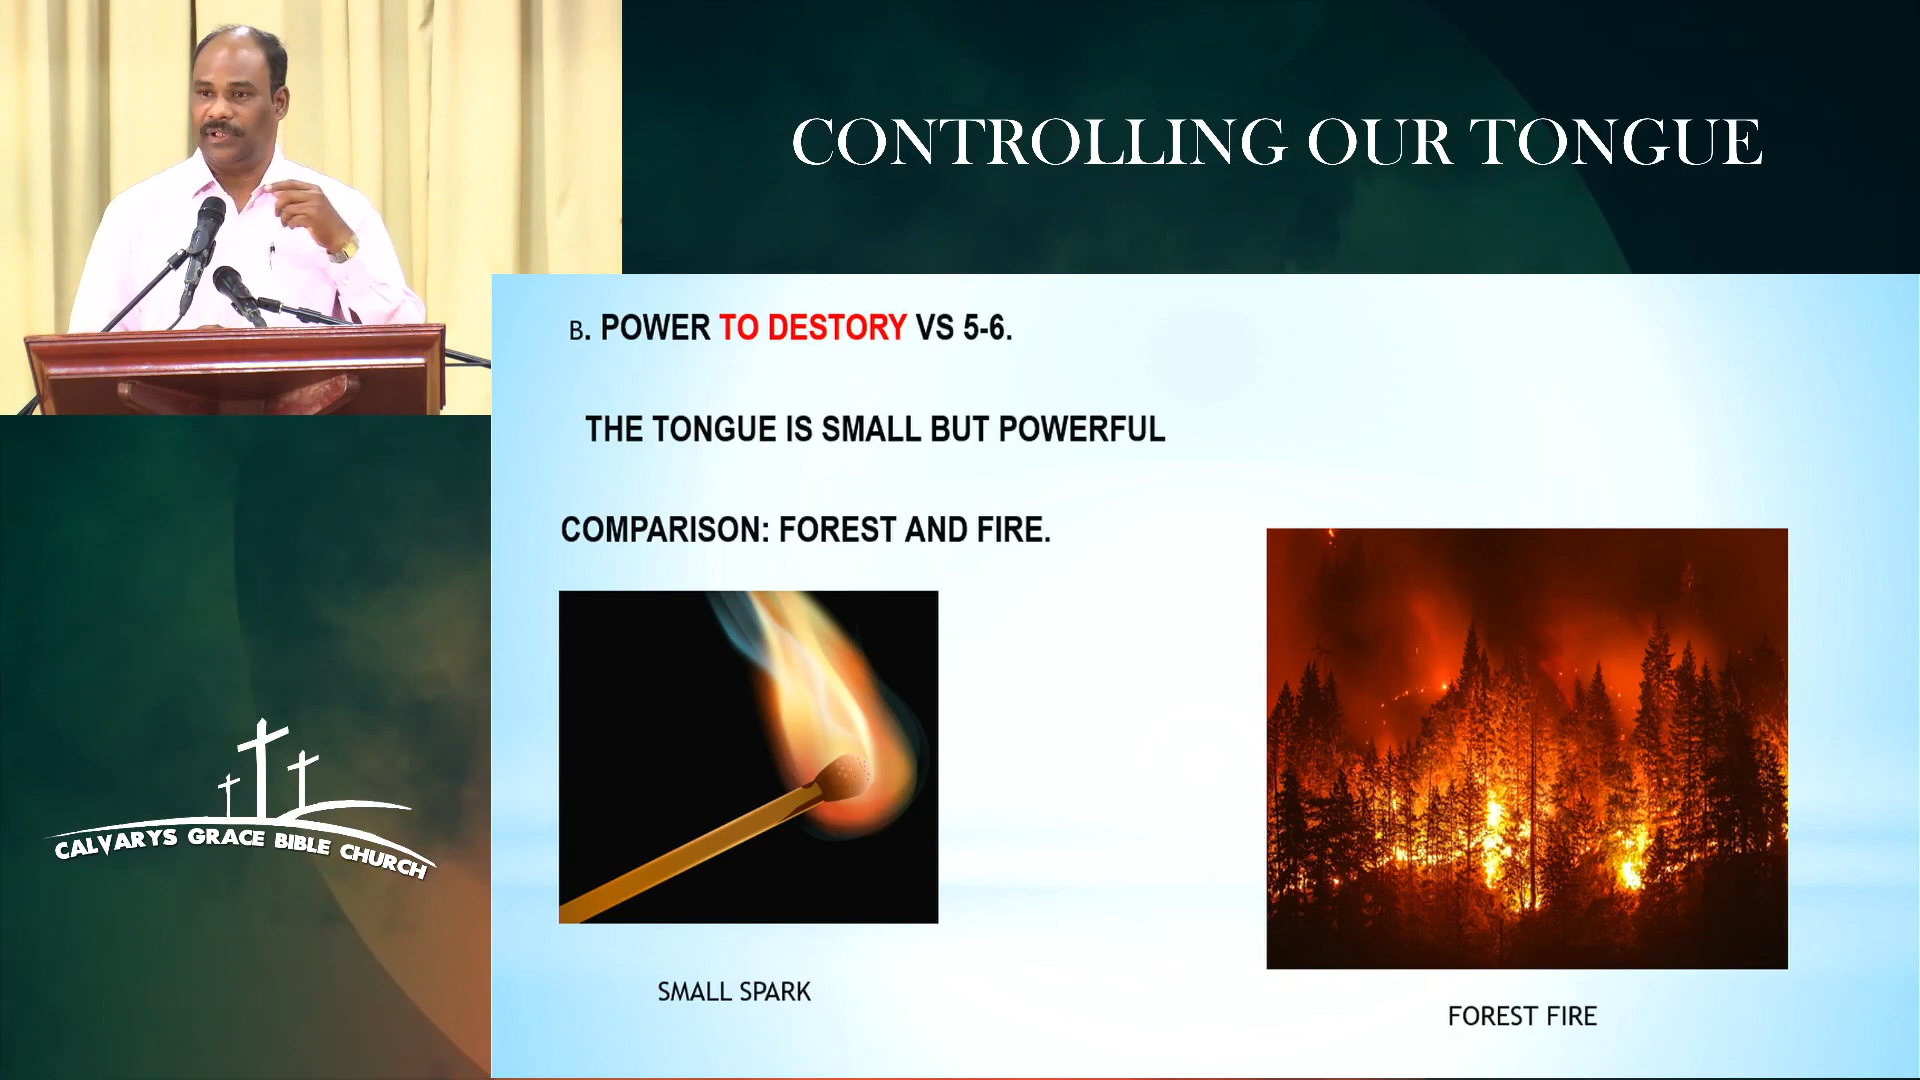 CONTROLLING OUR TONGUE
B. POWER TO DESTORY VS 5-6.
THE TONGUE IS SMALL BUT POWERFUL
COMPARISON: FOREST AND FIRE.
SMALL SPARK
FOREST FIRE
CALVARYS GRACE BIBLE CHURCH